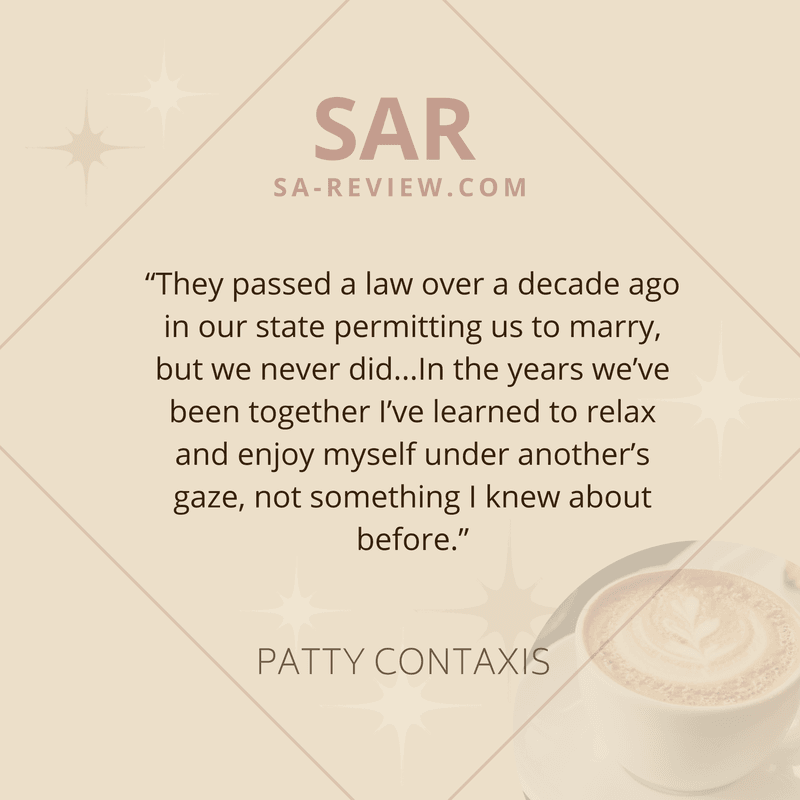 SAR
SA-REVIEW.COM
“They passed a law over a decade ago
in our state permitting us to marry,
but we never did...In the years we’ve
been together I’ve learned to relax
and enjoy myself under another’s
gaze, not something I knew about
before.”
PATTY CONTAXIS